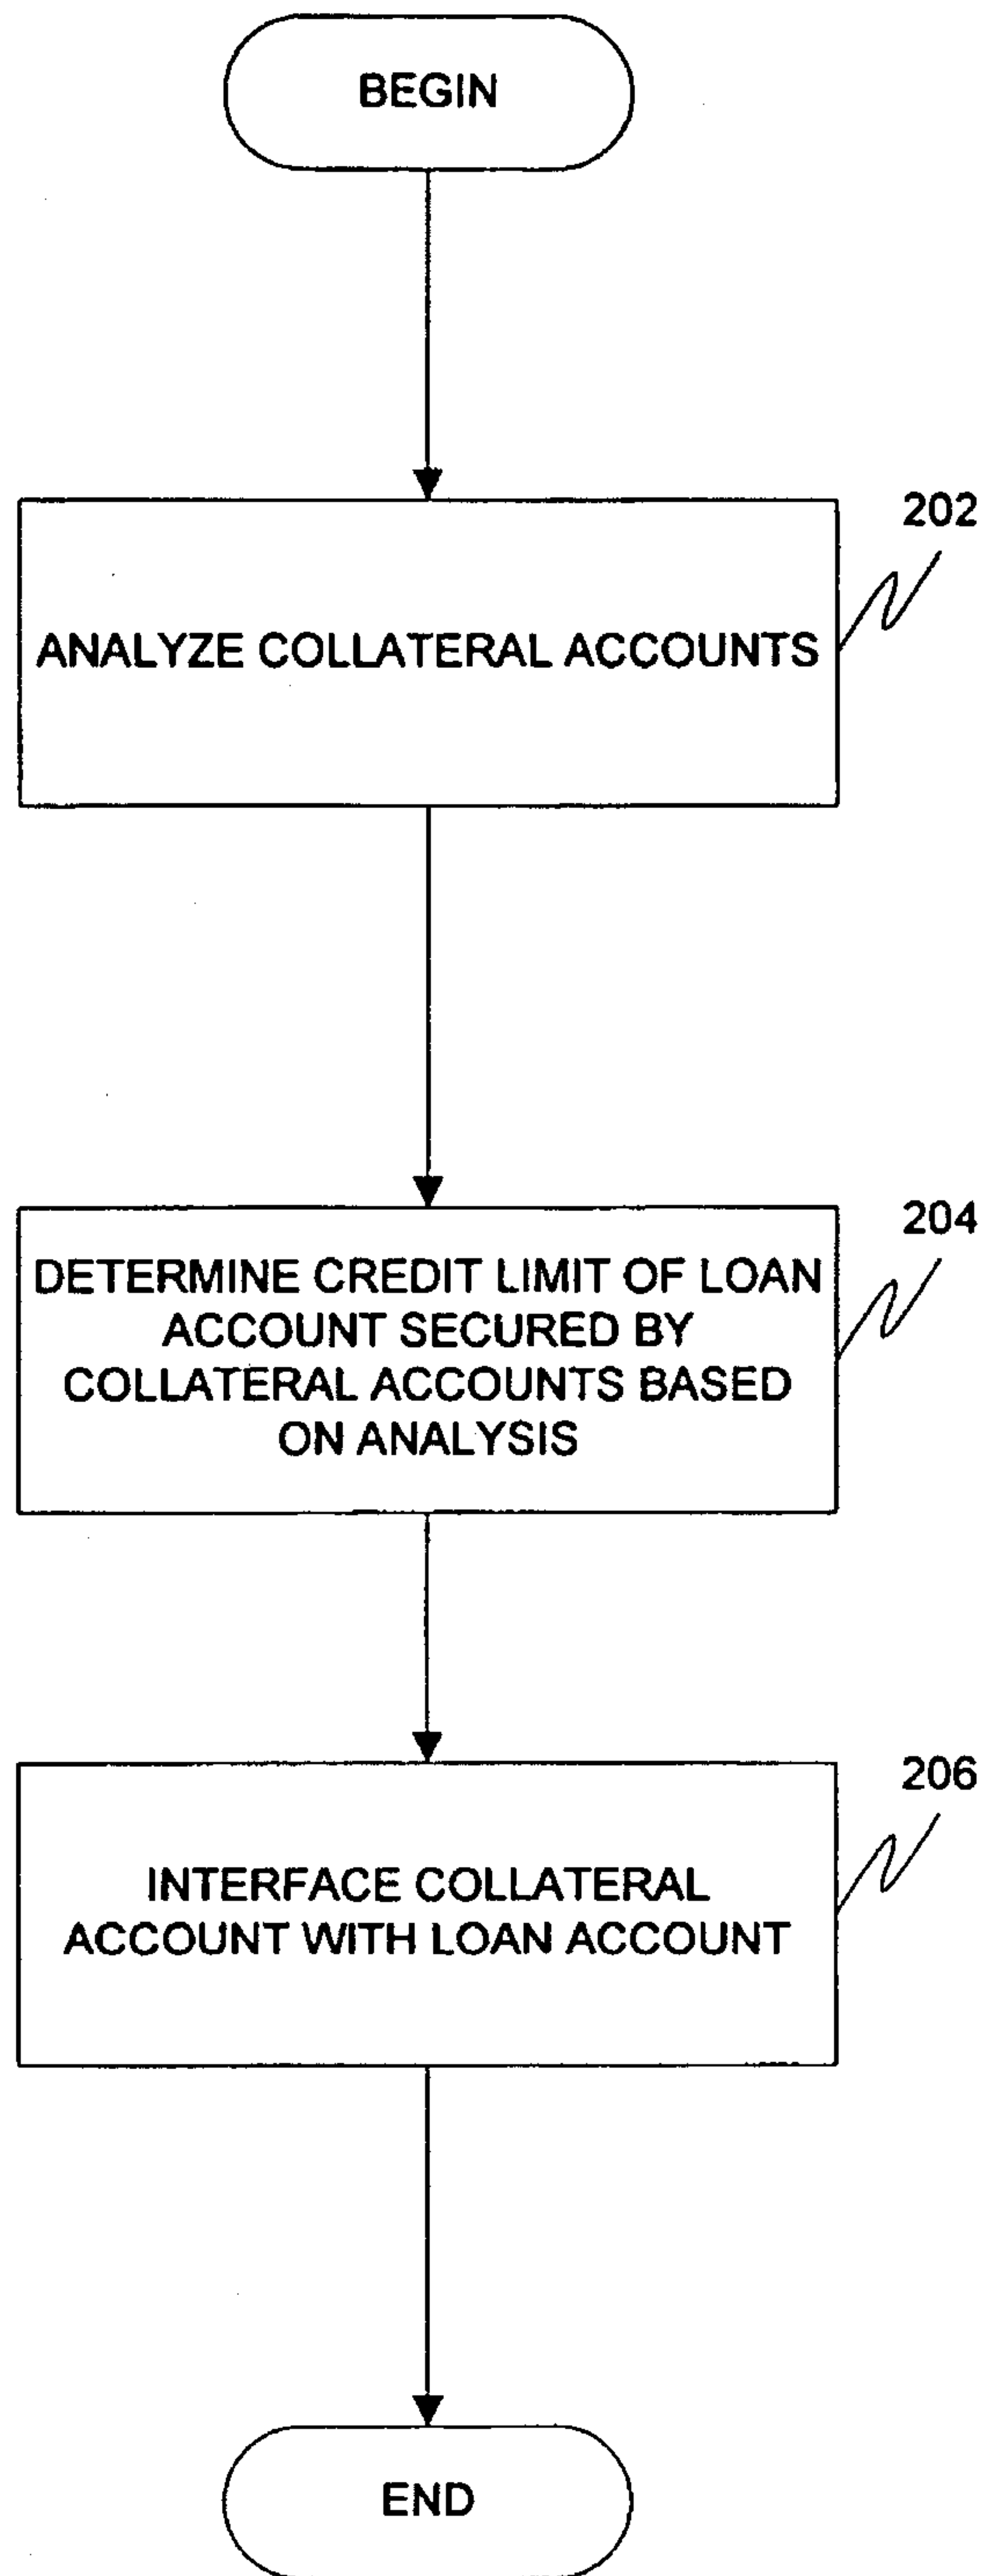 BEGIN
202
ANALYZE COLLATERAL ACCOUNTS
204
DETERMINE CREDIT LIMIT OF LOAN
ACCOUNT SECURED BY
COLLATERAL ACCOUNTS BASED
ON ANALYSIS
206
INTERFACE COLLATERAL
ACCOUNT WITH LOAN ACCOUNT
END